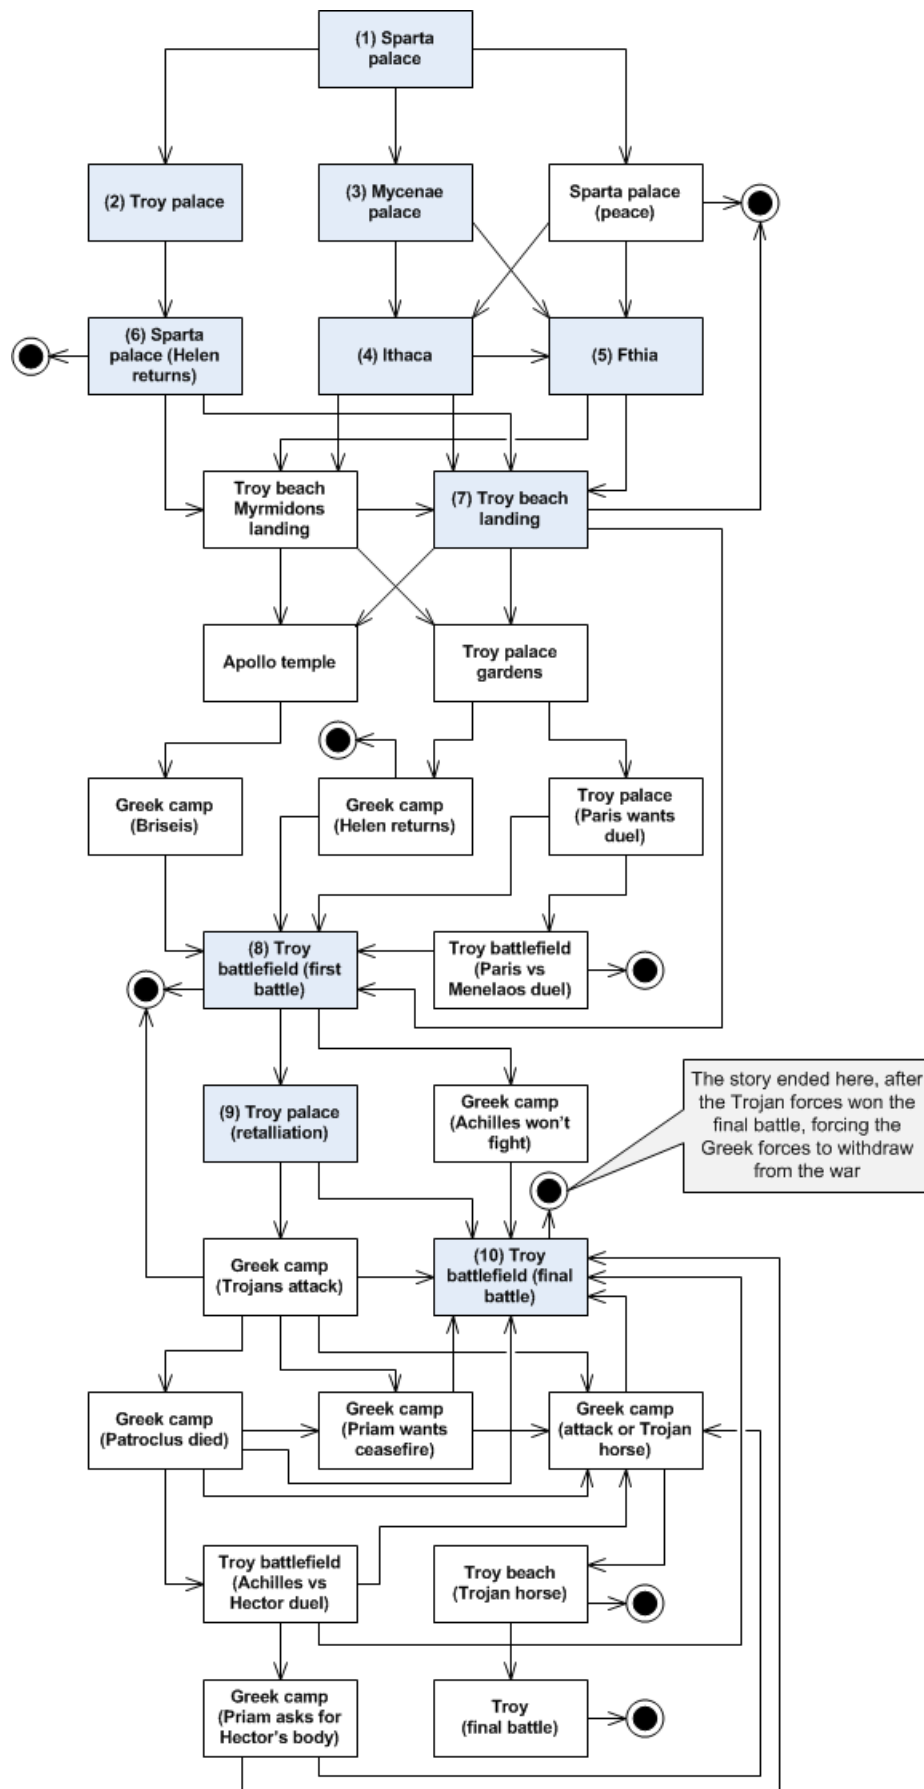 (1) Sparta
palace
(2) Troy palace
(3) Mycenae
palace
Sparta palace
(peace)
(6) Sparta
palace (Helen
returns)
(4) Ithaca
(5) Fthia
Troy beach
Myrmidons
landing
(7) Troy beach
landing
Apollo temple
Troy palace
gardens
Greek camp
(Briseis)
Greek camp
(Helen returns)
Troy palace
(Paris wants
duel)
(8) Troy
battlefield (first
battle)
Troy battlefield
(Paris vs
Menelaos duel)
(9) Troy palace
(retalliation)
Greek camp
(Achilles won't
fight)
The story ended here, after
the Trojan forces won the
final battle, forcing the
Greek forces to withdraw
from the war
Greek camp
(Trojans attack)
(10) Troy
battlefield (final
battle)
Greek camp
(Patroclus died)
Greek camp
(Priam wants
ceasefire)
Greek camp
(attack or Trojan
horse)
Troy battlefield
(Achilles vs
Hector duel)
Troy beach
(Trojan horse)
Greek camp
(Priam asks for
Hector's body)
Troy
(final battle)